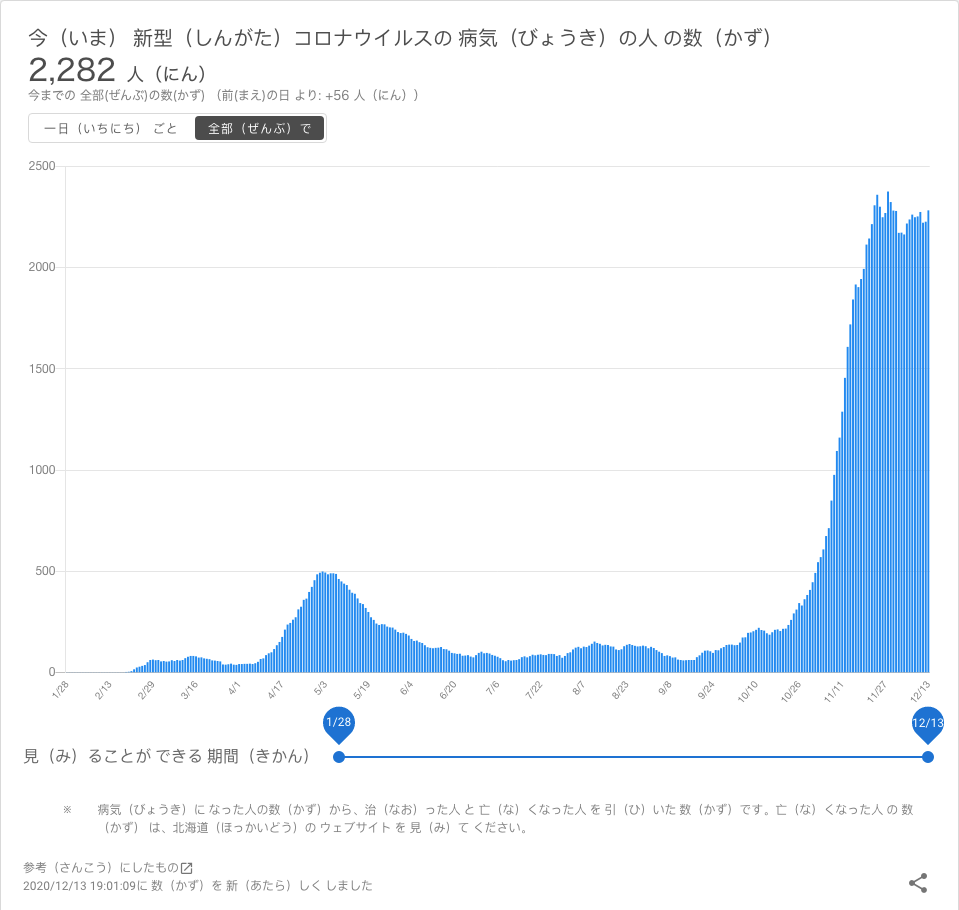 今（いま） 新型（しんがた）コロナウイルスの 病気（びょうき）の人 の数（かず）
2,282 人（にん）
今までの 全部(ぜんぶ)の数(かず) （前(まえ)の日 より: +56 人（にん））
一日（いちにち） ごと 全部（ぜんぶ）で
2500
2000
1500
1000
500
0
1/28 2/13 2/29 3/16 4/1 4/17 5/3 5/19 6/4 6/20 7/6 7/22 8/7 8/23 9/8 9/24 10/10 10/26 11/11 11/27 12/13
1/28 12/13
見（み）ることが できる 期間（きかん）
※ 病気（びょうき）に なった人の数（かず）から、治（なお）った人 と 亡（な）くなった人 を 引（ひ）いた 数（かず）です。亡（な）くなった人 の 数
（かず） は、北海道（ほっかいどう）の ウェブサイト を 見（み）て ください。
参考（さんこう）にしたもの
2020/12/13 19:01:09に 数（かず）を 新（あたら）しく しました